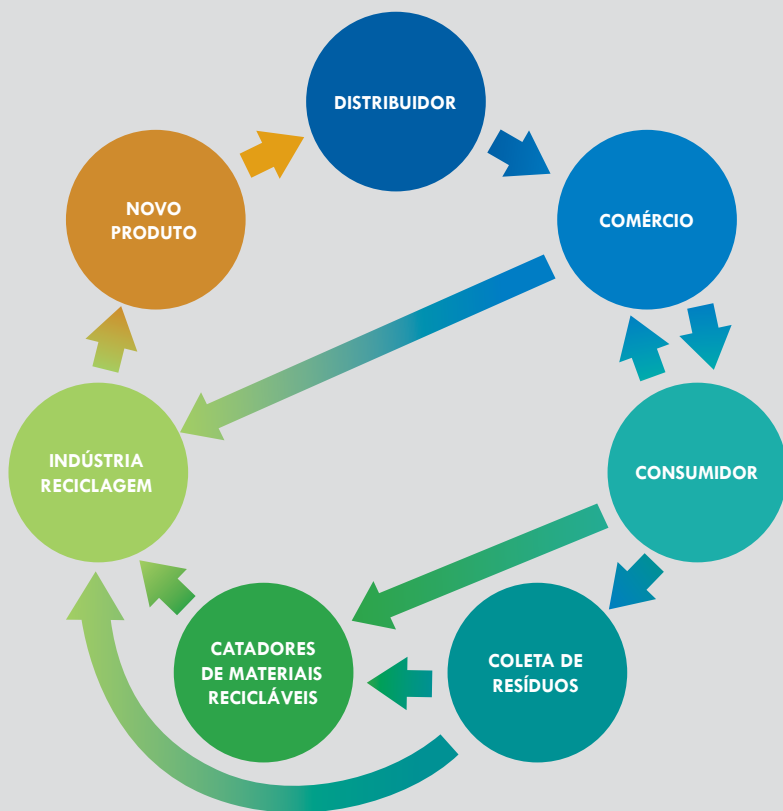 DISTRIBUIDOR
NOVO
PRODUTO
COMÉRCIO
INDÚSTRIA
RECICLAGEM
CONSUMIDOR
CATADORES
DE MATERIAIS
RECICLÁVEIS
COLETA DE
RESÍDUOS